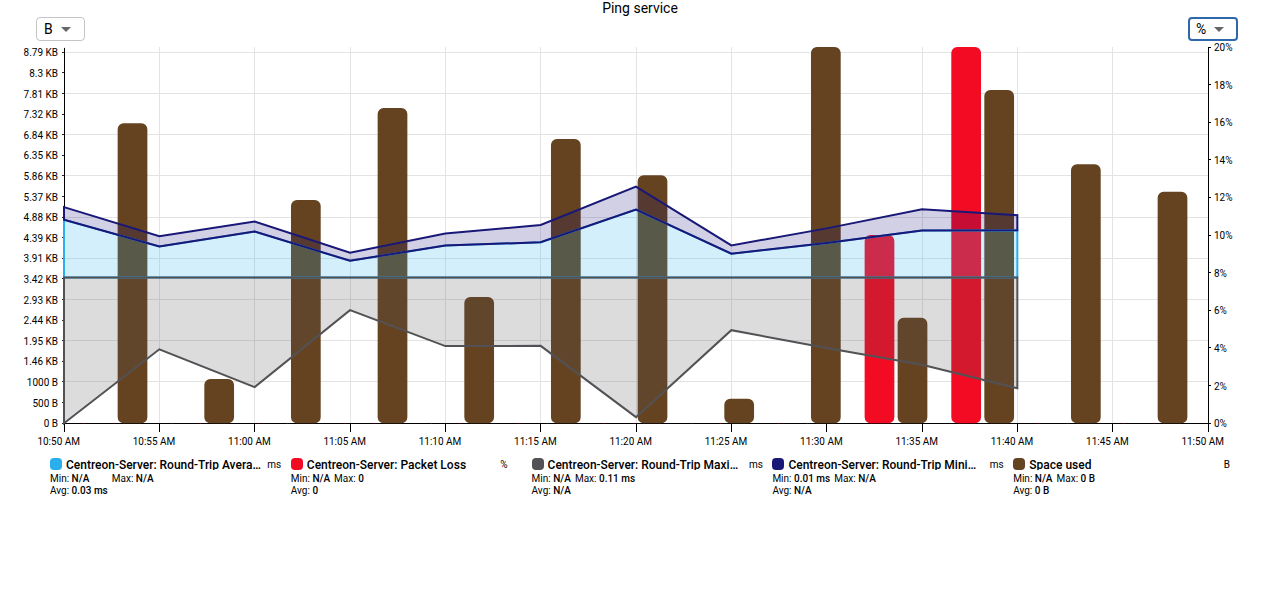 Ping service
B
%
8.79 KB
8.3 KB
7.81 KB
7.32 KB
6.84 KB
6.35 KB
5.86 KB
5.37 KB
4.88 KB
4.39 KB
3.91 KB
3.42 KB
2.93 KB
2.44 KB
1.95 KB
1.46 KB
1000 B
500 B
0 B
20%
18%
16%
14%
12%
10%
8%
6%
4%
2%
0%
10:50 AM 10:55 AM 11:00 AM 11:05 AM 11:10 AM 11:15 AM 11:20 AM 11:25 AM 11:30 AM 11:35 AM 11:40 AM 11:45 AM 11:50 AM
Centreon-Server: Round-Trip Avera... ms
Min: N/A Max: N/A
Avg: 0.03 ms
Centreon-Server: Packet Loss %
Min: N/A Max: 0
Avg: 0
Centreon-Server: Round-Trip Maxi... ms
Min: N/A Max: 0.11 ms
Avg: N/A
Centreon-Server: Round-Trip Mini... ms
Min: 0.01 ms Max: N/A
Avg: N/A
Space used B
Min: N/A Max: 0 B
Avg: 0 B